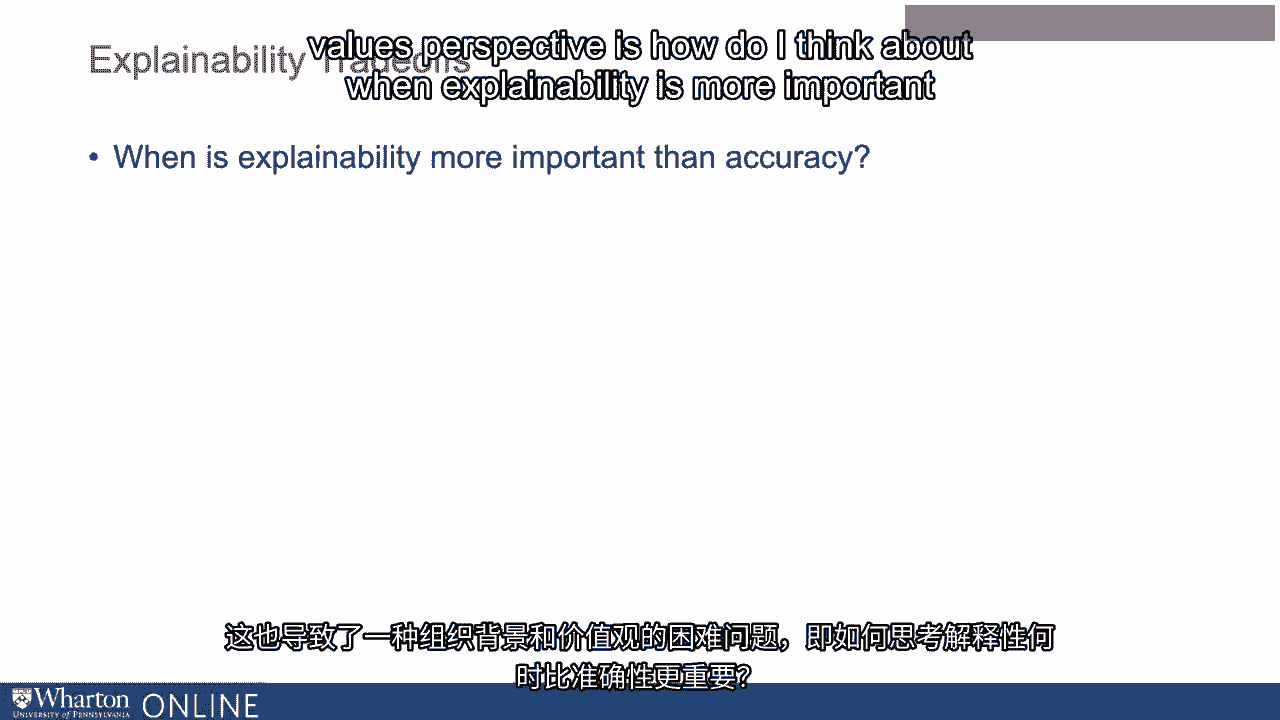 Explainability Tradeoffs
values perspective is how do I think about
when explainability is more important
• When is explainability more important than accuracy?
这也导致了一种组织背景和价值观的困难问题，即如何思考解释性何
时比准确性更重要？
Wharton
UNIVERSITY of PENNSYLVANIA
ONLINE